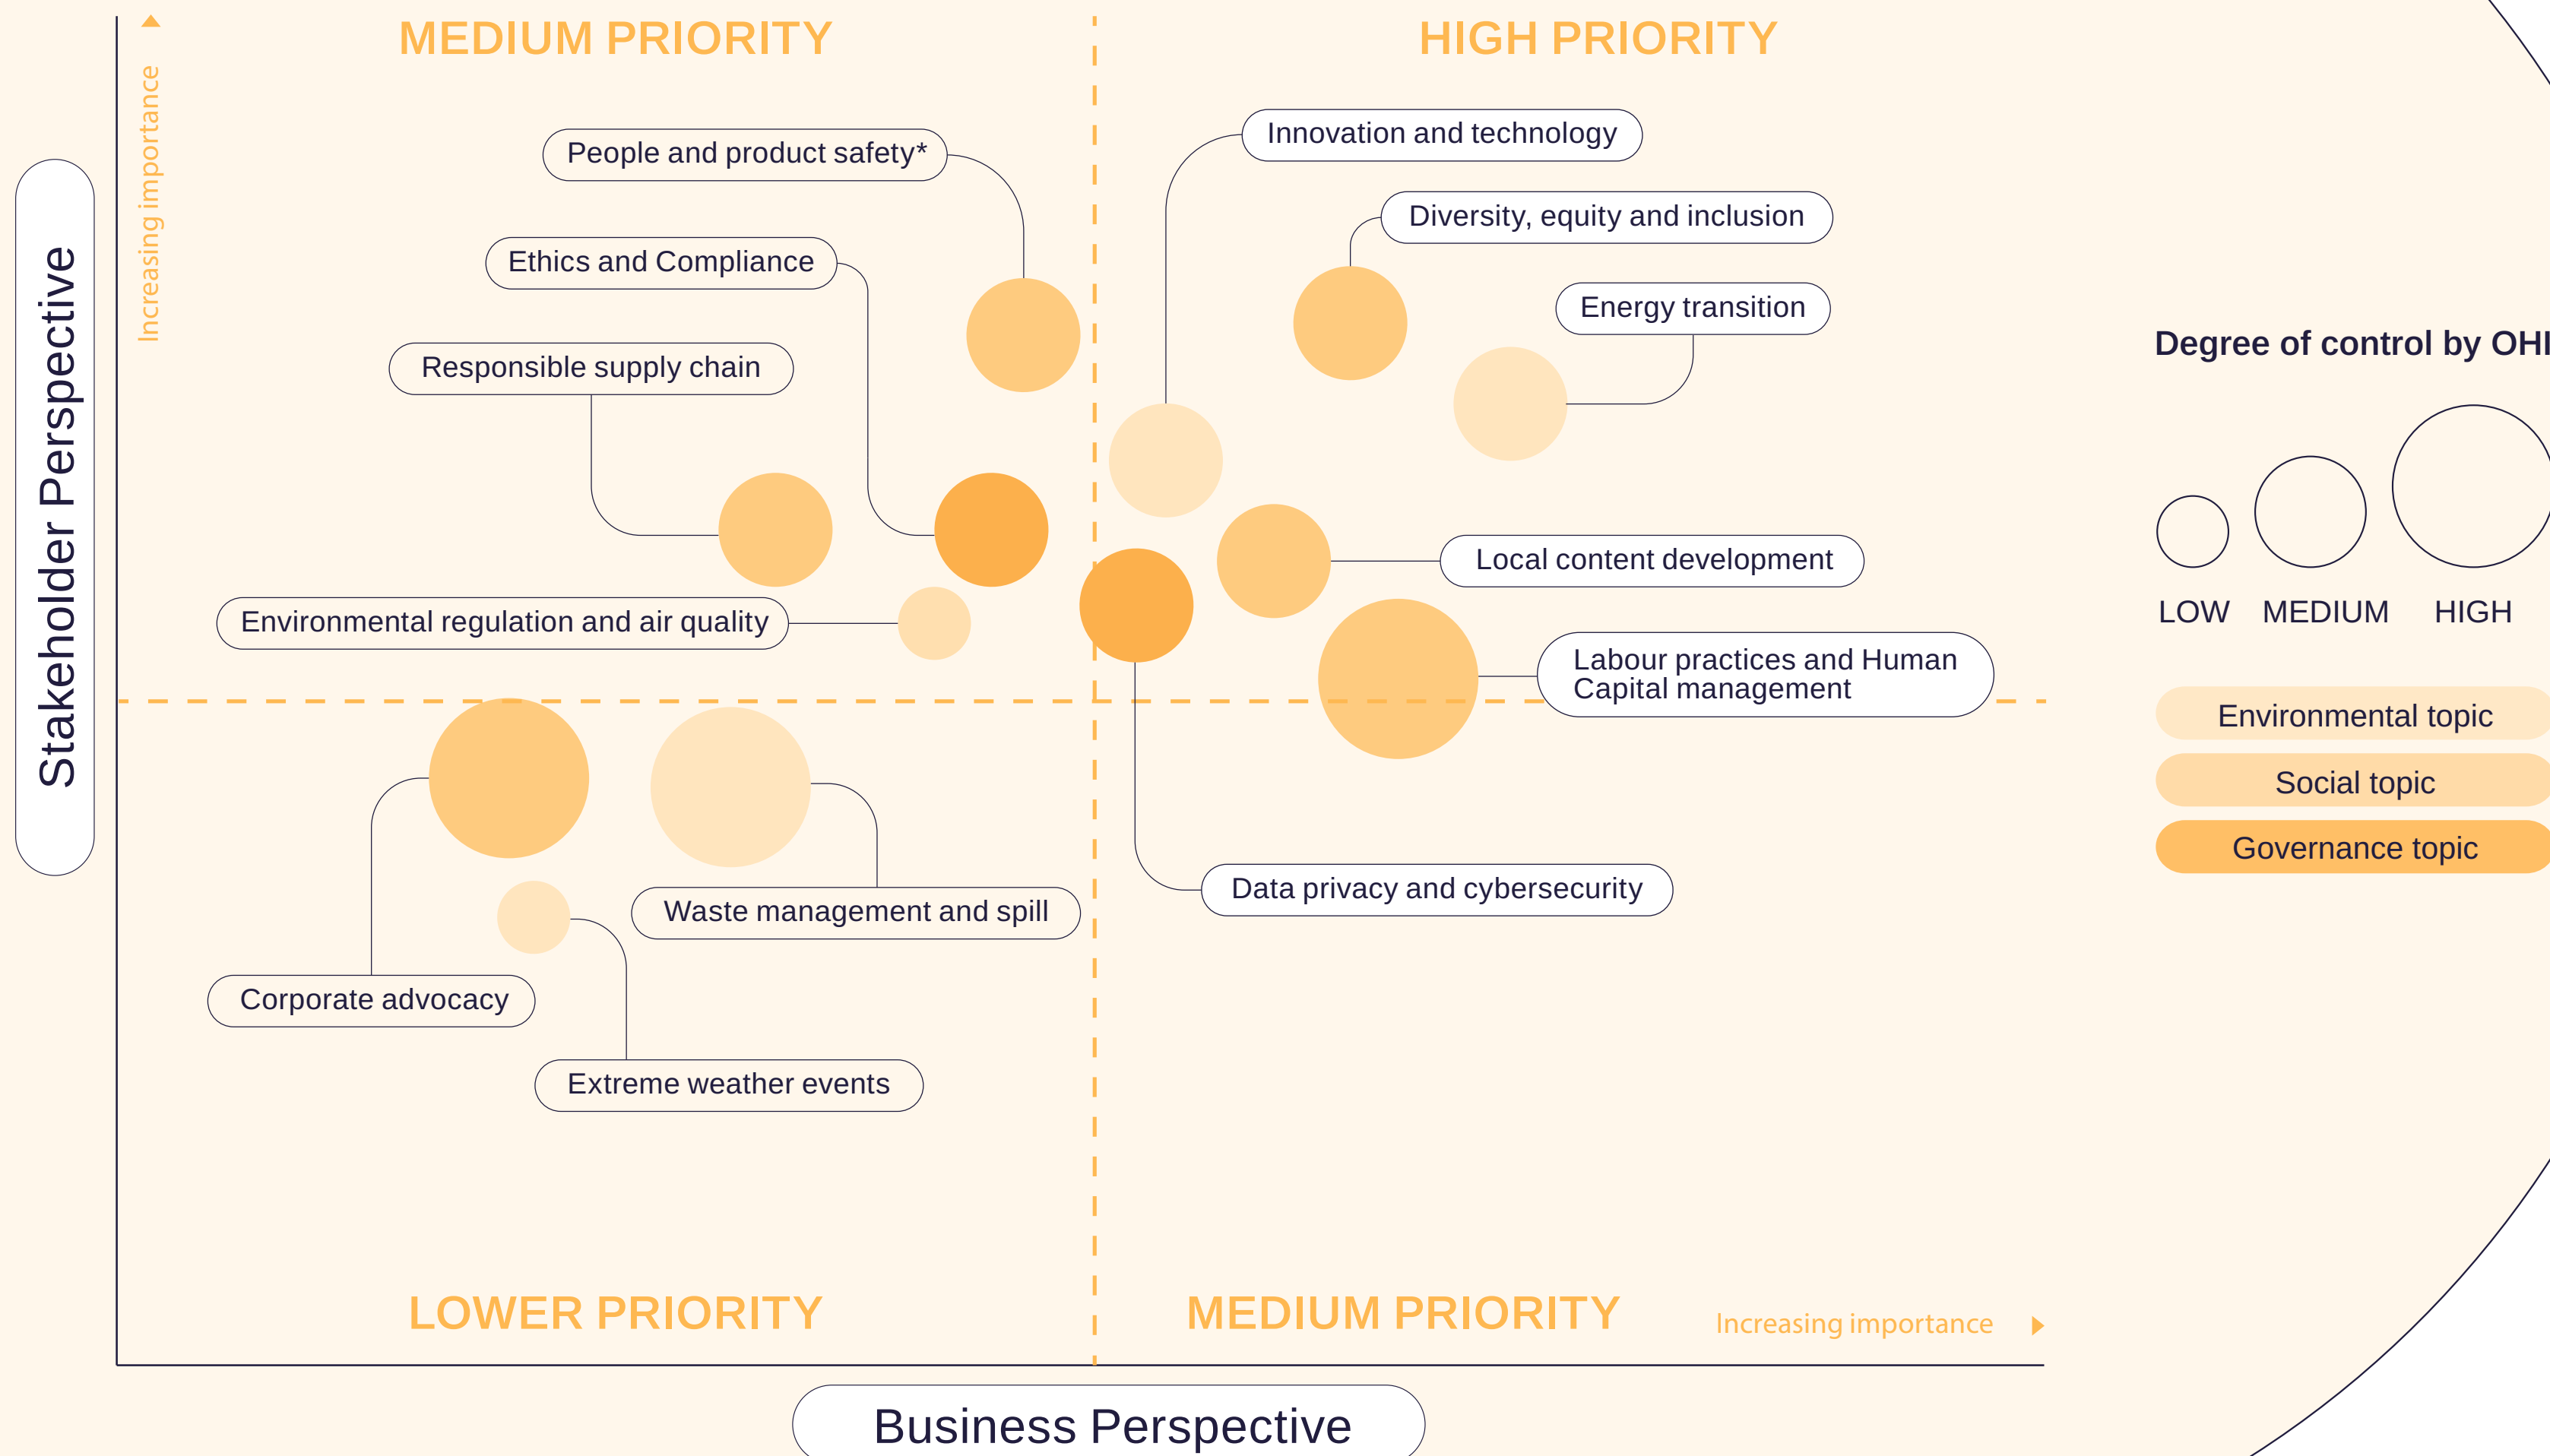 MEDIUM PRIORITY
HIGH PRIORITY
Increasing importance
Stakeholder Perspective
People and product safety*
Innovation and technology
Diversity, equity and inclusion
Ethics and Compliance
Energy transition
Responsible supply chain
Local content development
Environmental regulation and air quality
Labour practices and Human
Capital management
Data privacy and cybersecurity
Waste management and spill
Corporate advocacy
Extreme weather events
LOWER PRIORITY
MEDIUM PRIORITY
Increasing importance
Business Perspective
Degree of control by OHI
LOW
MEDIUM
HIGH
Environmental topic
Social topic
Governance topic